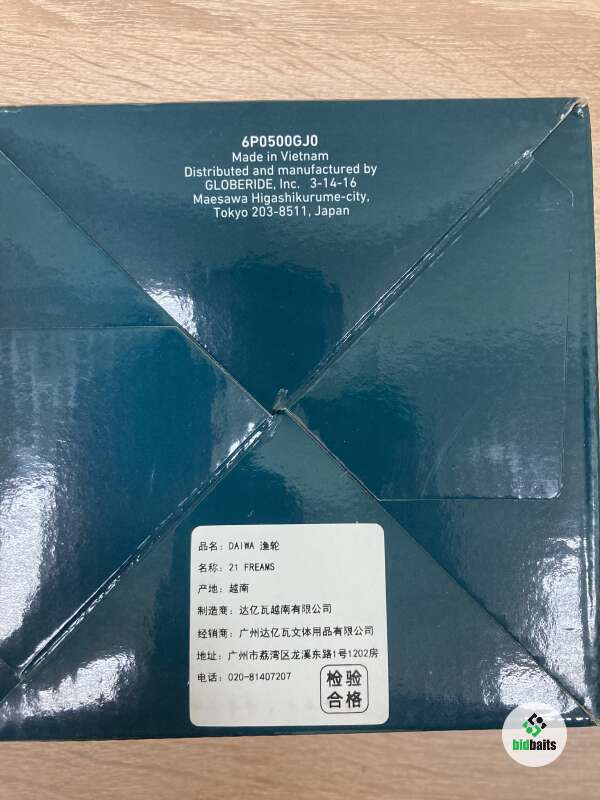 6P0500GJ0
Made in Vietnam
Distributed and manufactured by
GLOBERIDE, Inc. 3-14-16
Maesawa Higashikurume-city,
Tokyo 203-8511, Japan
品名: DAIWA 渔轮
名称: 21 FREAMS
产地: 越南
制造商: 达亿瓦越南有限公司
经销商: 广州达亿瓦文体用品有限公司
地址: 广州市荔湾区龙溪东路1号1202房
电话: 020-81407207
检验
合格
bidbaits